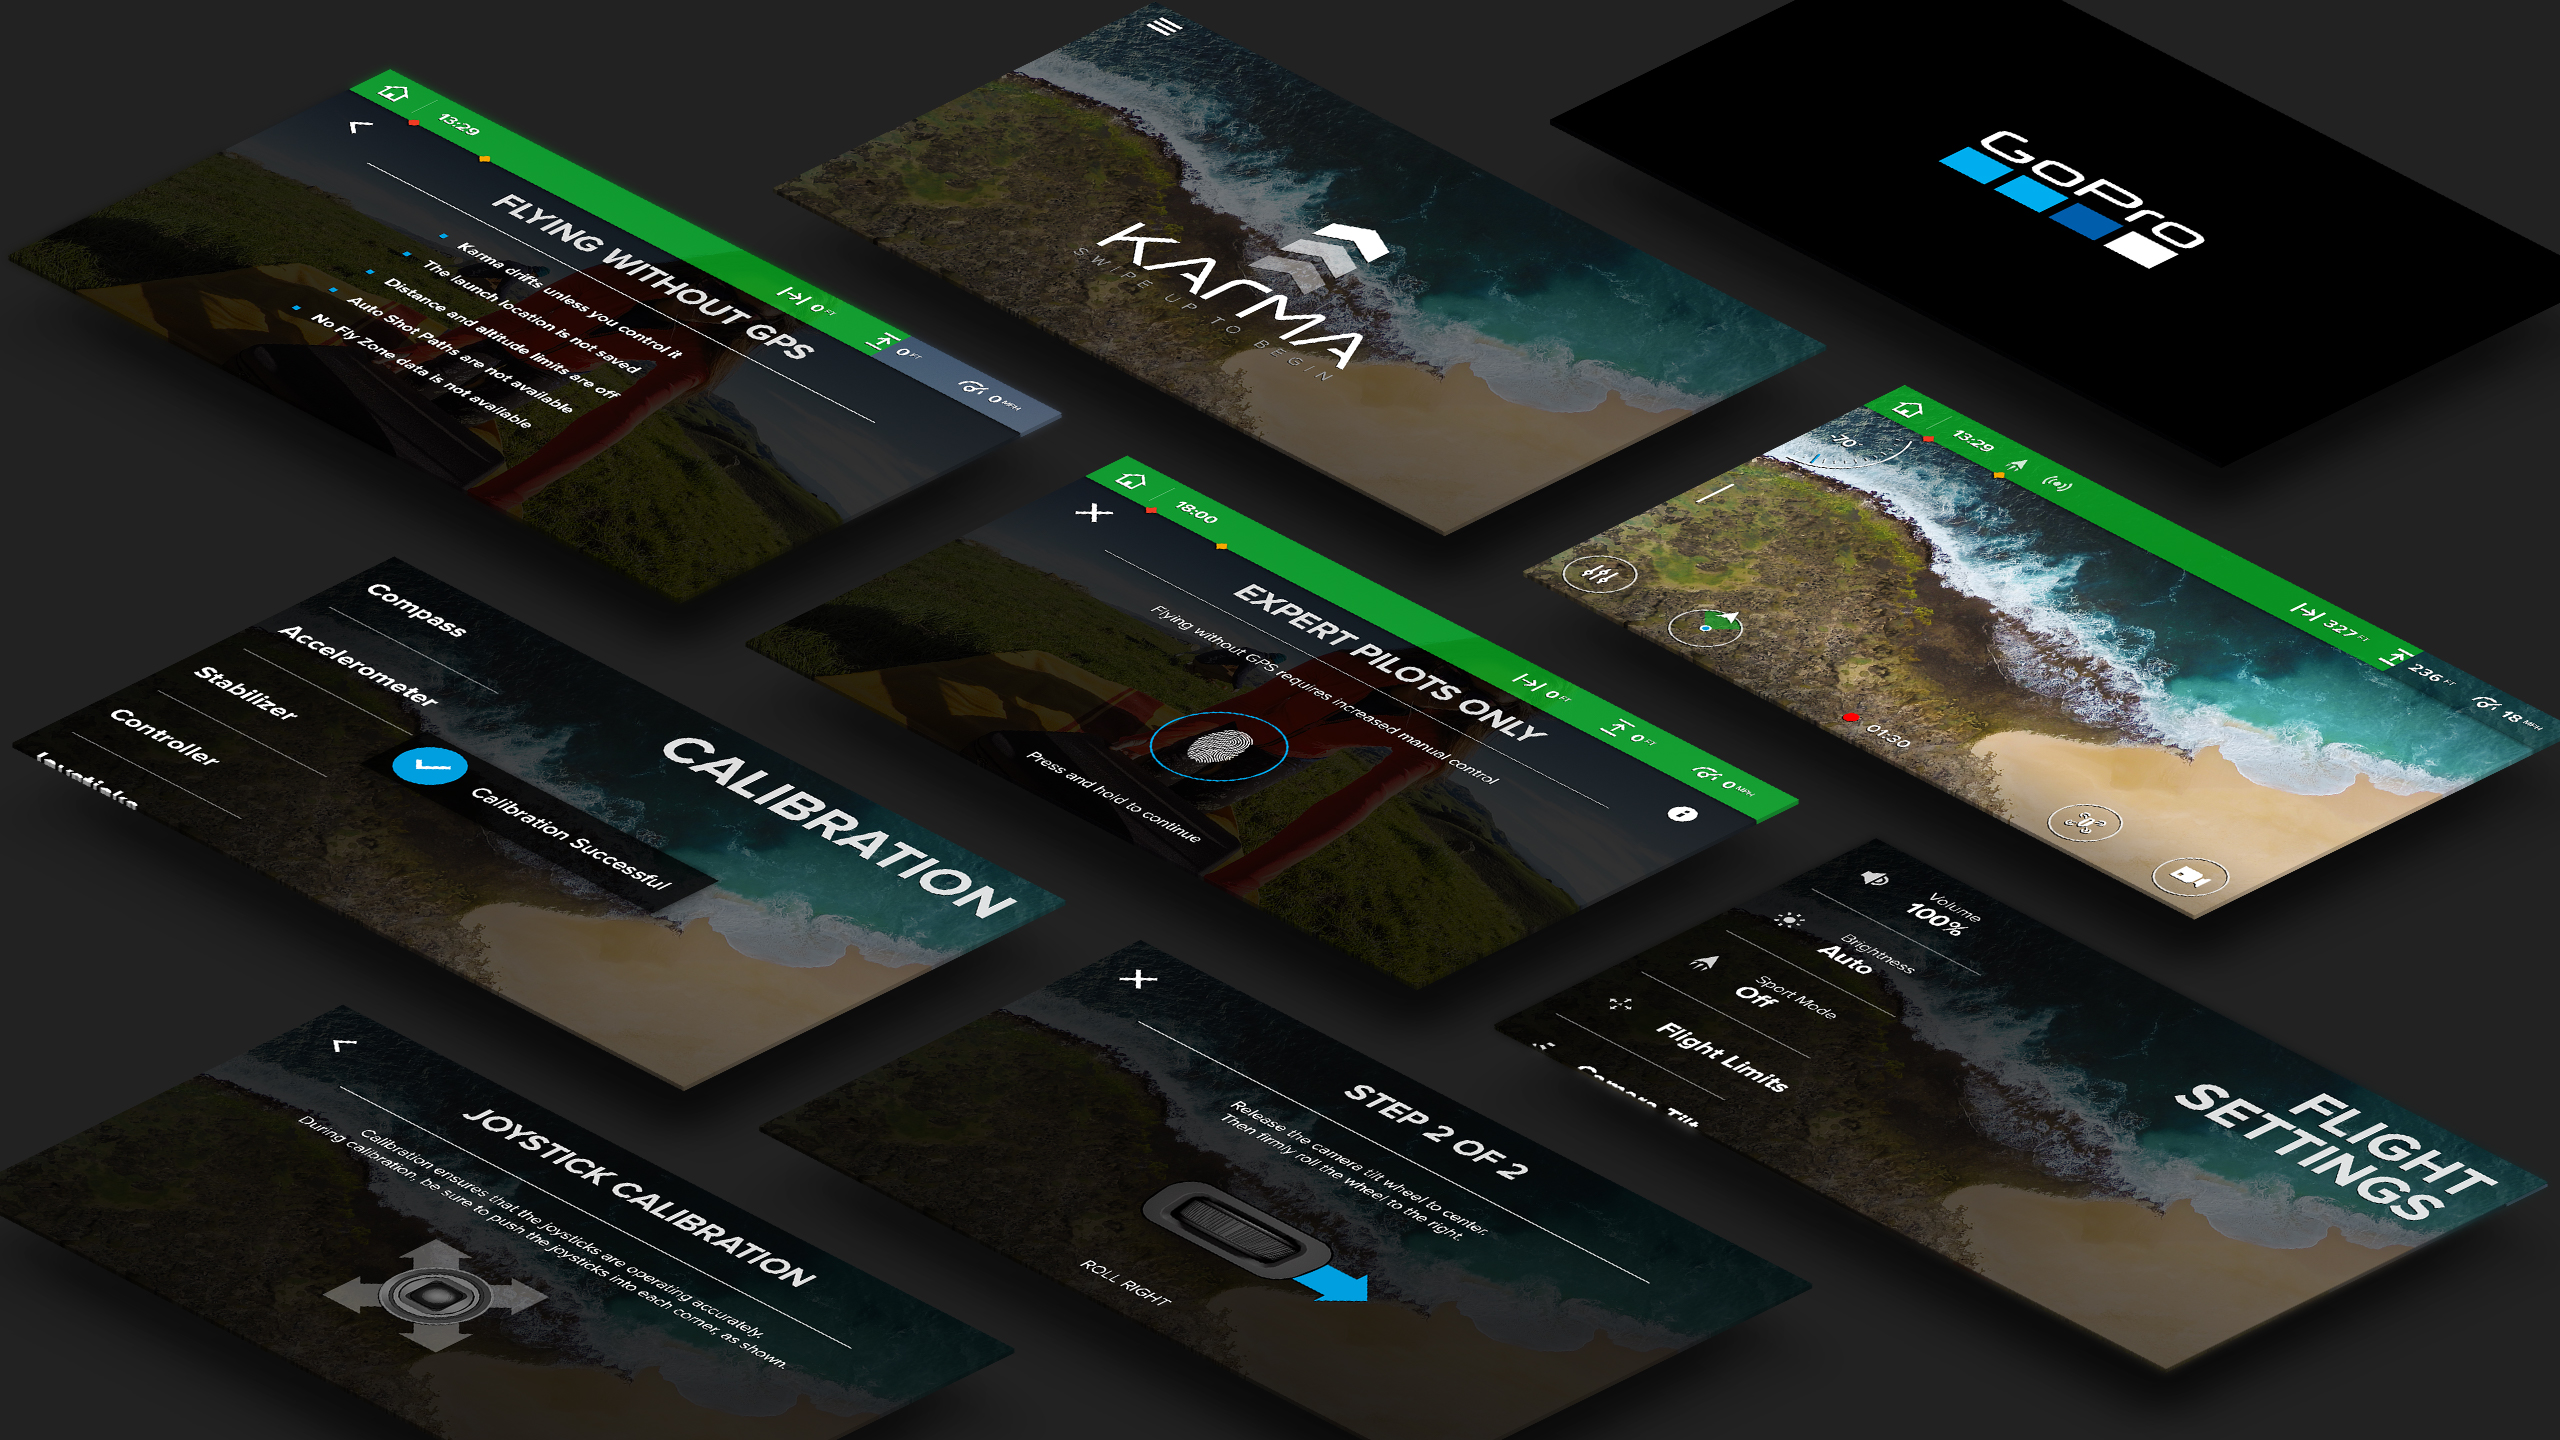 13:29
0 FT
0 FT
0 MPH
FLYING WITHOUT GPS
Karma drifts unless you control it
The launch location is not saved
Distance and altitude limits are off
Auto Shot Paths are not available
No Fly Zone data is not available
KARMA
SWIPE UP TO BEGIN
GoPro
Compass
Accelerometer
Stabilizer
Controller
Joysticks
CALIBRATION
Calibration Successful
18:00
0 FT
0 FT
0 MPH
EXPERT PILOTS ONLY
Flying without GPS requires increased manual control
Press and hold to continue
13:29
327 FT
236 FT
18 MPH
-70
01:30
JOYSTICK CALIBRATION
Calibration ensures that the joysticks are operating accurately.
During calibration, be sure to push the joysticks into each corner, as shown.
STEP 2 OF 2
Release the camera tilt wheel to center.
Then firmly roll the wheel to the right.
ROLL RIGHT
Volume
100%
Brightness
Auto
Sport Mode
Off
Flight Limits
Camera Tilt
FLIGHT
SETTINGS